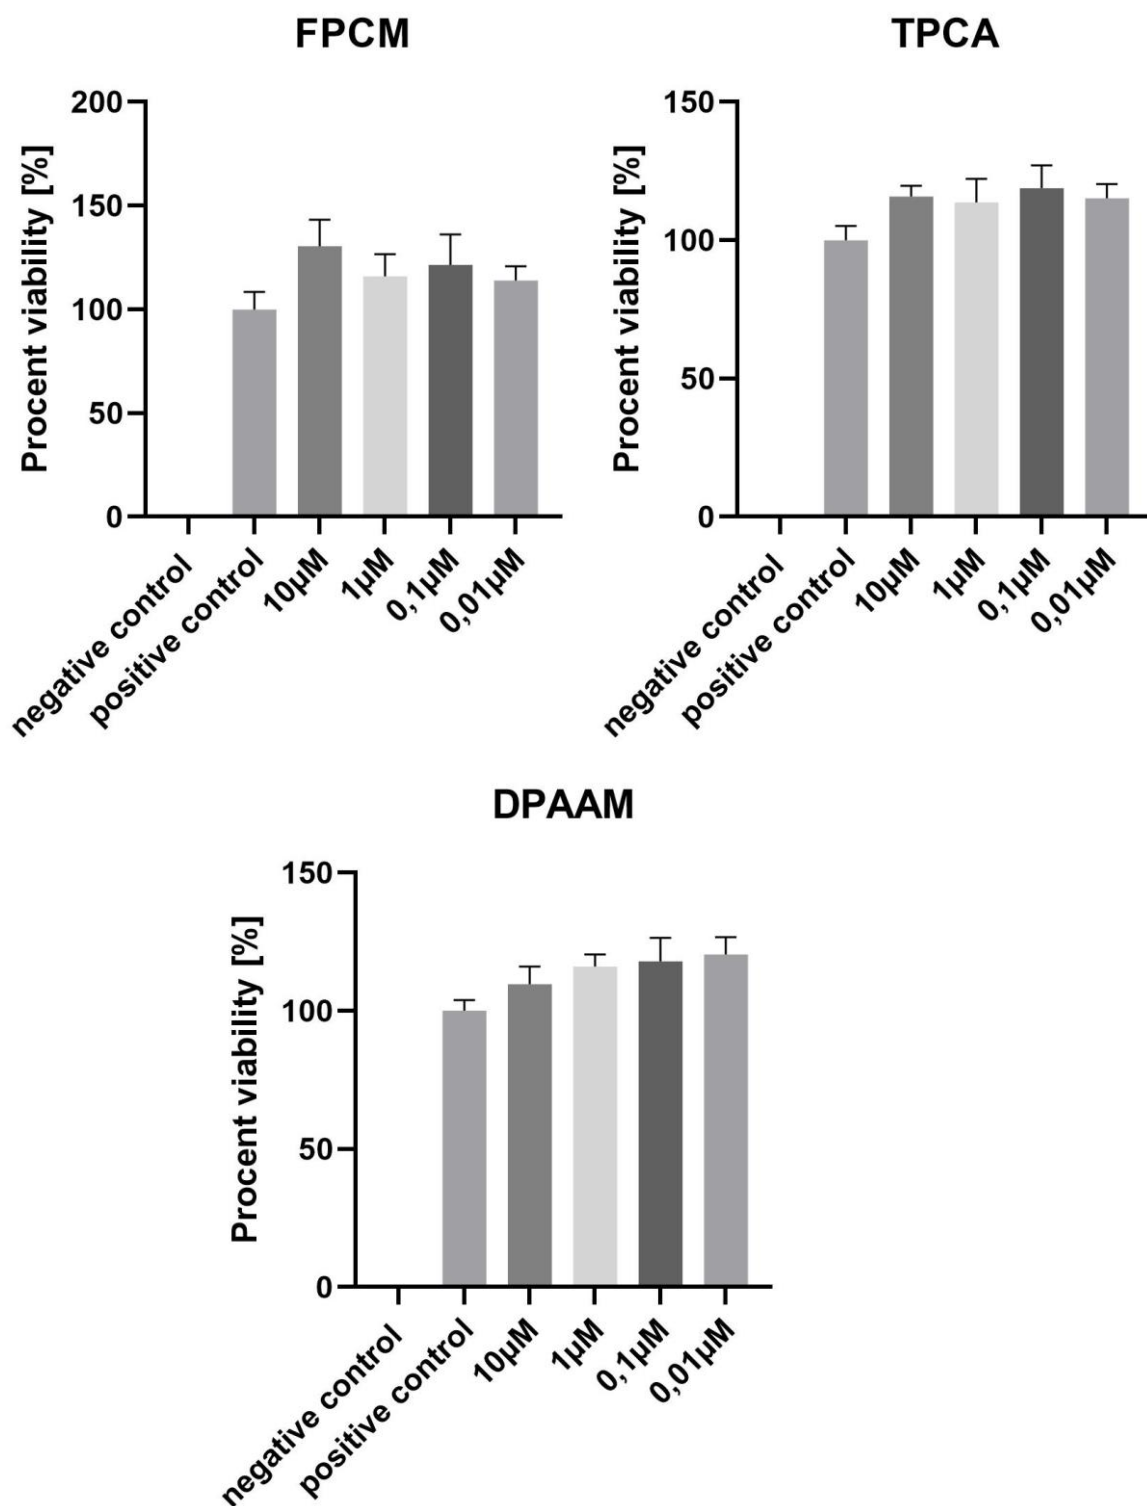 FPCM
Procent viability [%]
200
150
100
50
0
negative control
positive control
10µM
1µM
0,1µM
0,01µM
TPCA
Procent viability [%]
150
100
50
0
negative control
positive control
10µM
1µM
0,1µM
0,01µM
DPAAM
Procent viability [%]
150
100
50
0
negative control
positive control
10µM
1µM
0,1µM
0,01µM